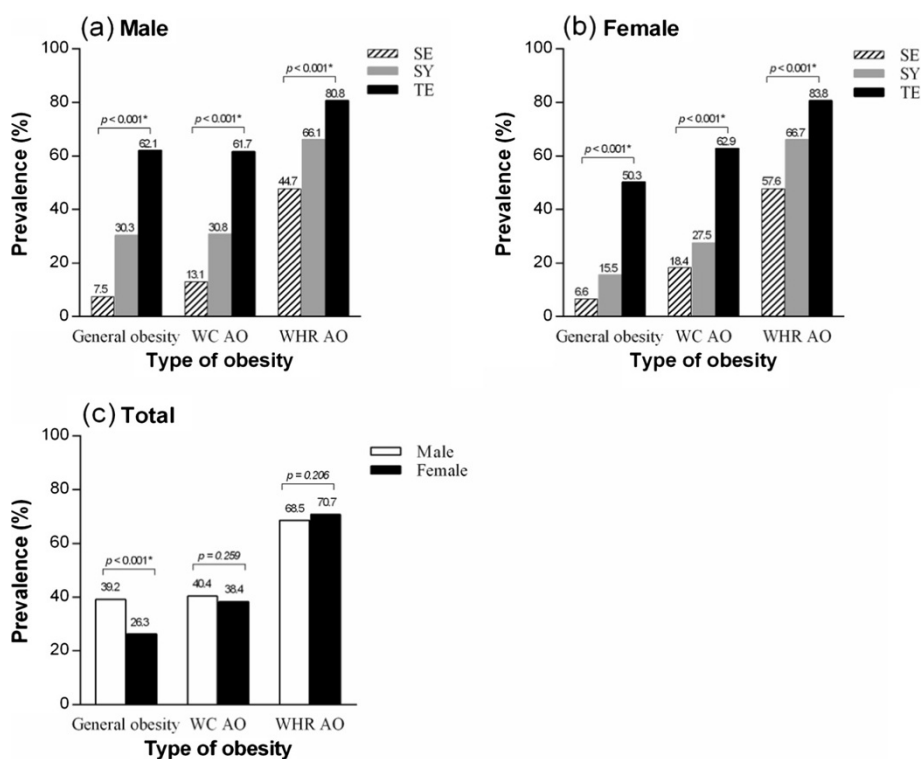 (a) Male
SE
SY
TE
Prevalence (%)
100
80
60
40
20
0
p < 0.001*
p < 0.001*
p < 0.001*
7.5
30.3
62.1
13.1
30.8
61.7
44.7
66.1
80.8
General obesity
WC AO
WHR AO
Type of obesity
(b) Female
SE
SY
TE
Prevalence (%)
100
80
60
40
20
0
p < 0.001*
p < 0.001*
p < 0.001*
6.6
15.5
50.3
18.4
27.5
62.9
57.6
66.7
83.8
General obesity
WC AO
WHR AO
Type of obesity
(c) Total
Male
Female
Prevalence (%)
100
80
60
40
20
0
p < 0.001*
p = 0.259
p = 0.206
39.2
26.3
40.4
38.4
68.5
70.7
General obesity
WC AO
WHR AO
Type of obesity